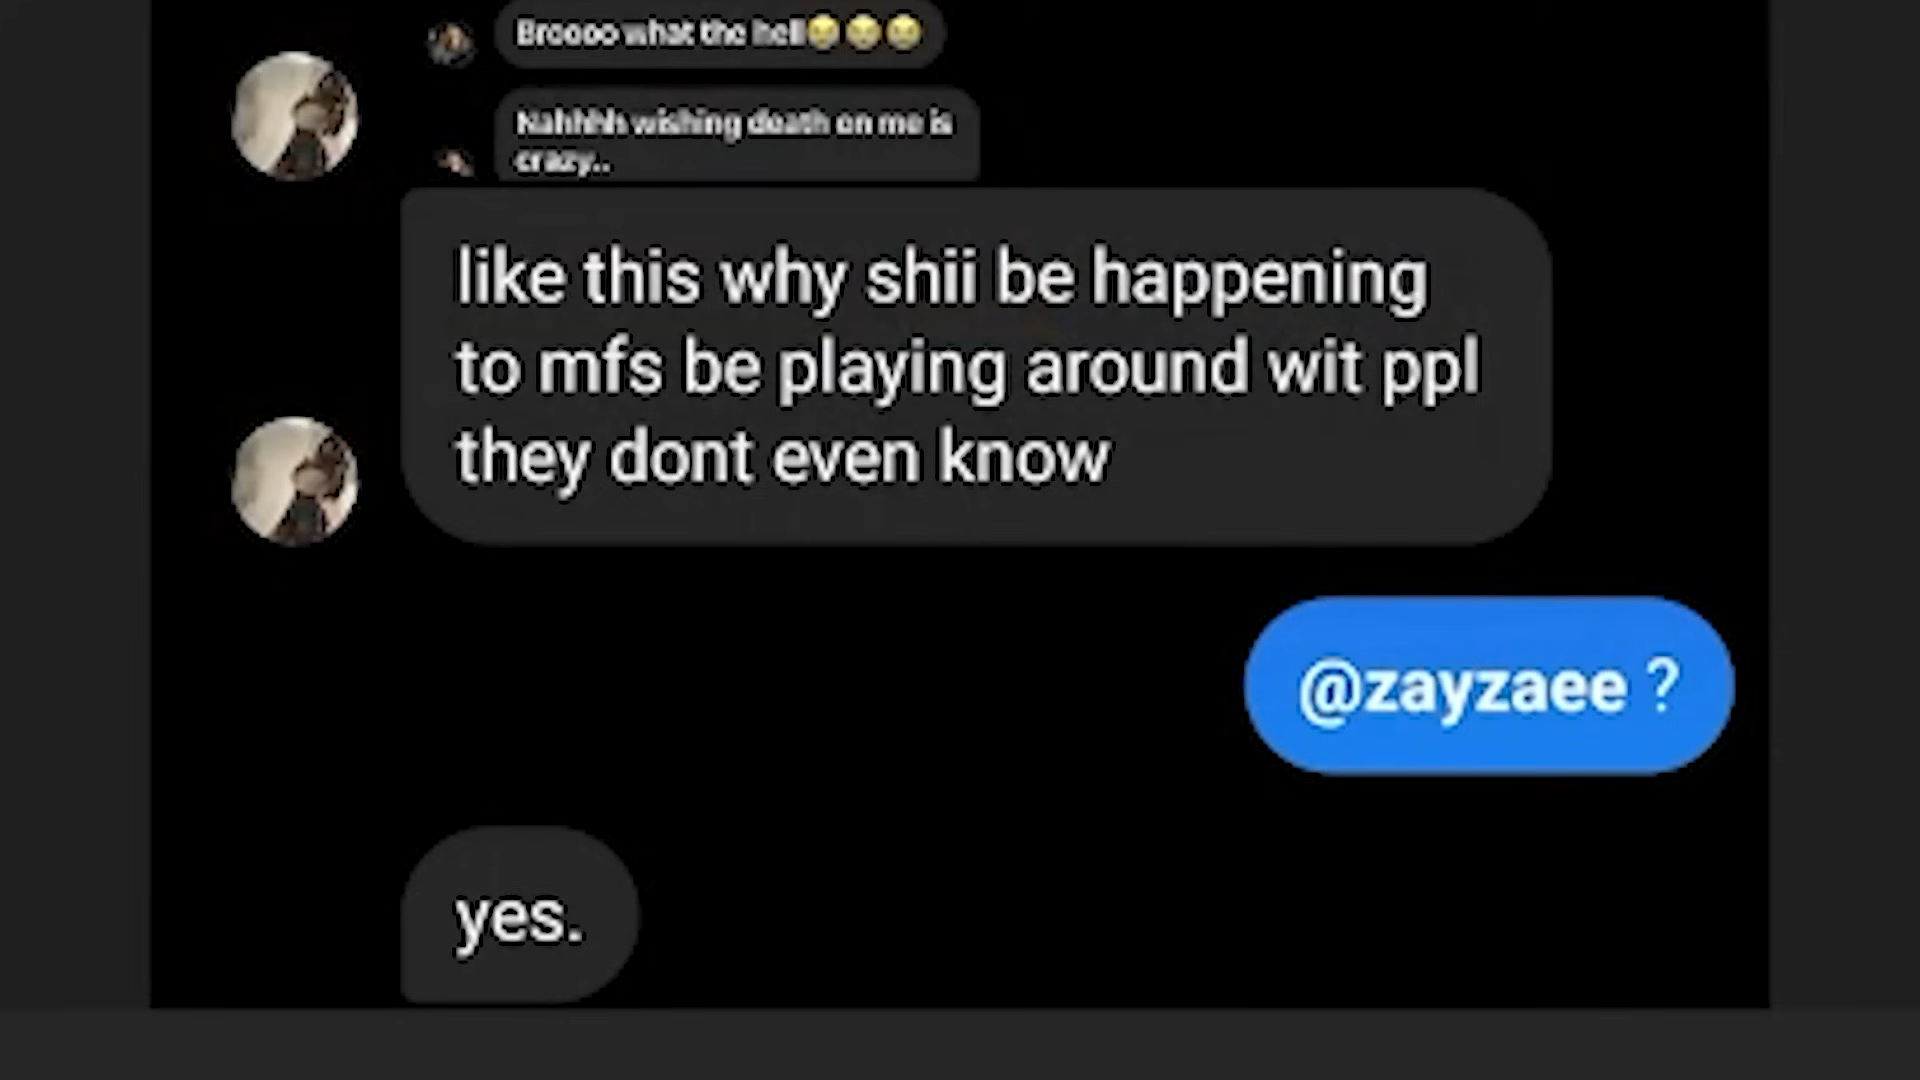 Broooo what the hell😭😭😭
Nahhhh wishing death on me is
crazy..
like this why shii be happening
to mfs be playing around wit ppl
they dont even know
@zayzaee ?
yes.